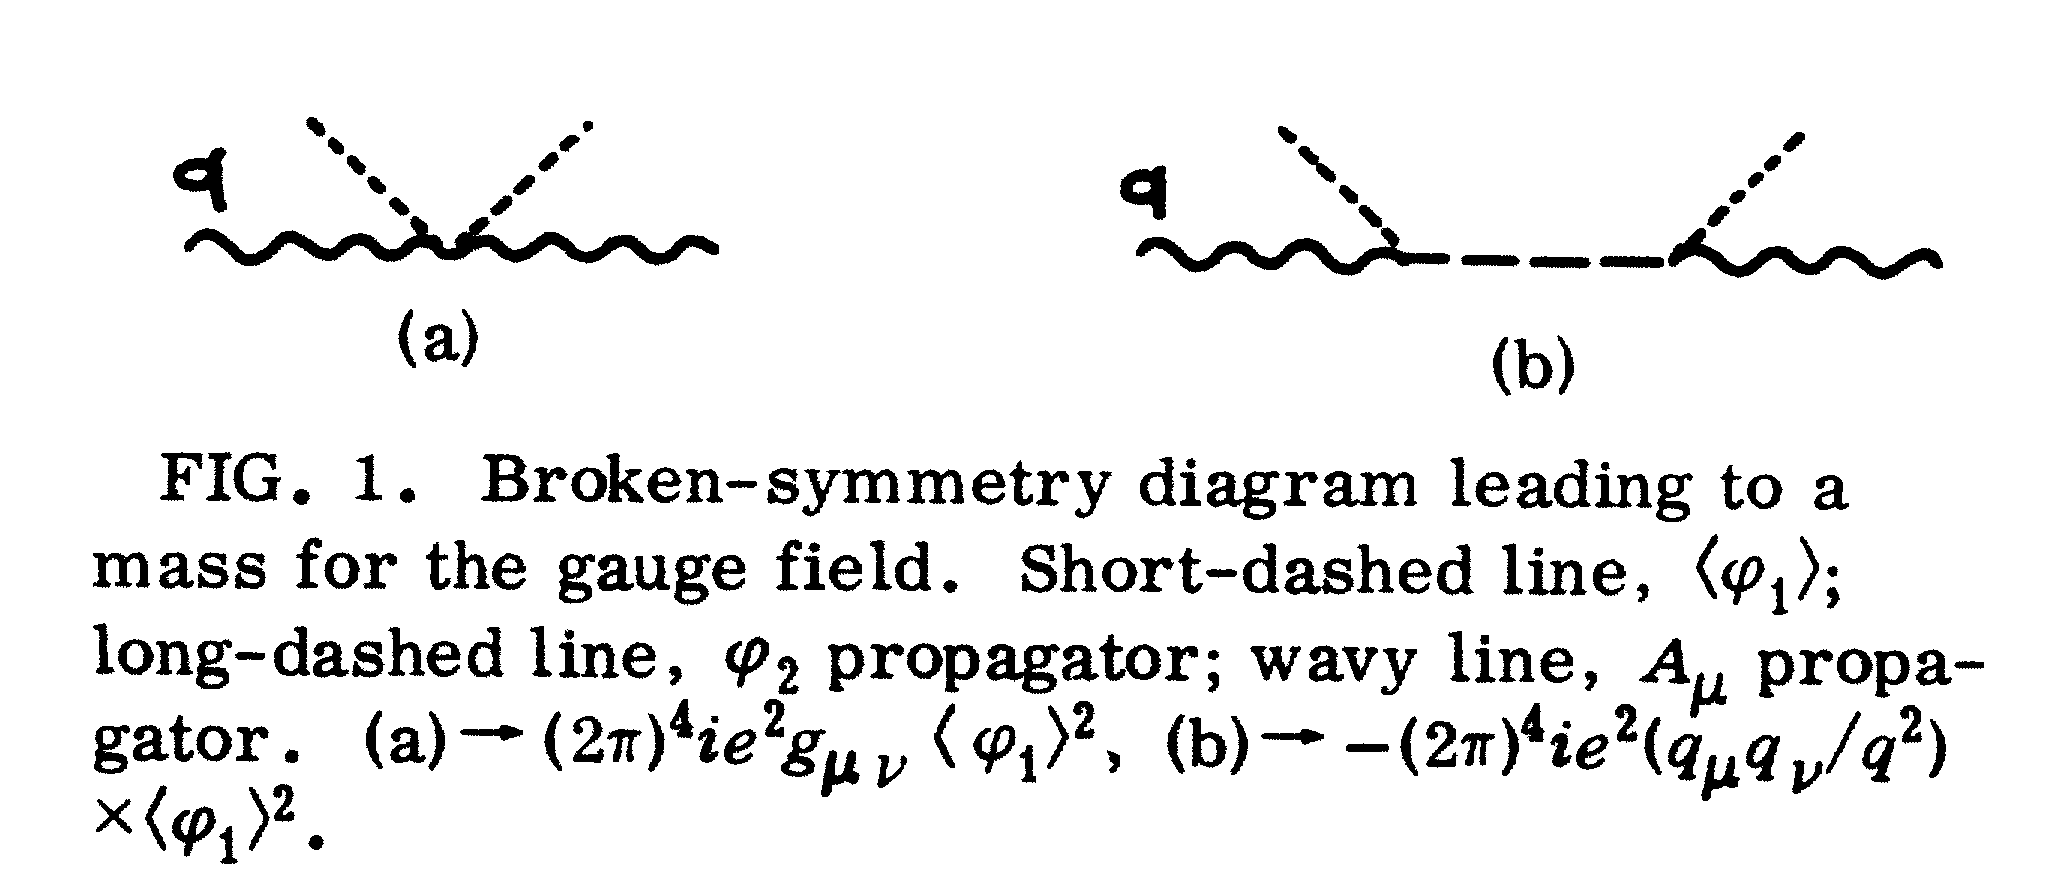 q q
(a)
(b)
FIG. 1. Broken-symmetry diagram leading to a
mass for the gauge field. Short-dashed line, ⟨φ₁⟩;
long-dashed line, φ₂ propagator; wavy line, A_μ propa-
gator. (a)→(2π)⁴ie²g_μν⟨φ₁⟩², (b)→−(2π)⁴ie²(q_μq_ν/q²)
×⟨φ₁⟩².